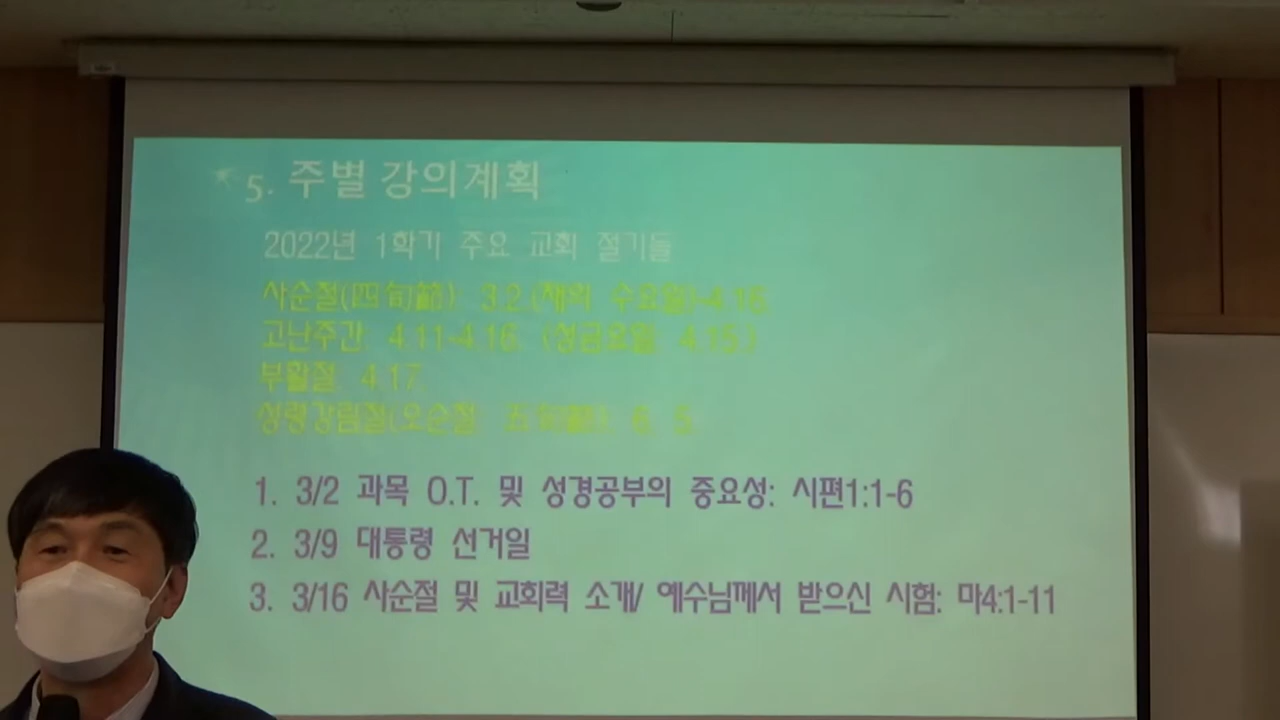 5. 주별 강의계획
2022년 1학기 주요 교회 절기들
사순절(四旬節): 3.2.(재의 수요일)-4.16.
고난주간: 4.11-4.16. (성금요일: 4.15.)
부활절: 4.17.
성령강림절(오순절: 五旬節): 6. 5.
1. 3/2 과목 O.T. 및 성경공부의 중요성: 시편1:1-6
2. 3/9 대통령 선거일
3. 3/16 사순절 및 교회력 소개/ 예수님께서 받으신 시험: 마4:1-11